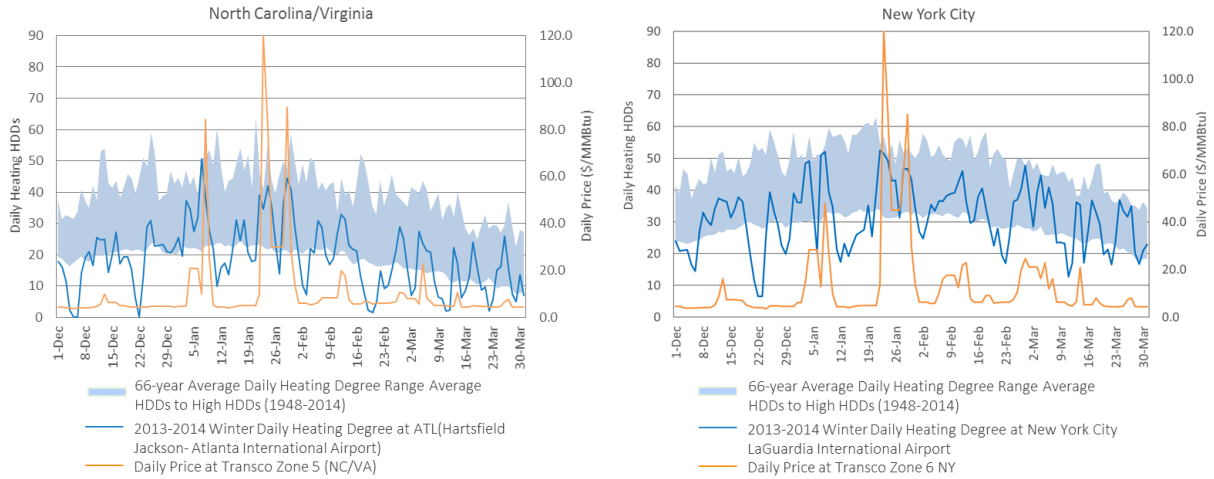 North Carolina/Virginia
Daily Heating HDDs
90
80
70
60
50
40
30
20
10
0
120.0
100.0
80.0
60.0
40.0
20.0
0.0
Daily Price ($/MMBtu)
1-Dec
8-Dec
15-Dec
22-Dec
29-Dec
5-Jan
12-Jan
19-Jan
26-Jan
2-Feb
9-Feb
16-Feb
23-Feb
2-Mar
9-Mar
16-Mar
23-Mar
30-Mar
66-year Average Daily Heating Degree Range Average
HDDs to High HDDs (1948-2014)
2013-2014 Winter Daily Heating Degree at ATL(Hartsfield
Jackson- Atlanta International Airport)
Daily Price at Transco Zone 5 (NC/VA)
New York City
Daily Heating HDDs
90
80
70
60
50
40
30
20
10
0
120.0
100.0
80.0
60.0
40.0
20.0
0.0
Daily Price ($/MMBtu)
1-Dec
8-Dec
15-Dec
22-Dec
29-Dec
5-Jan
12-Jan
19-Jan
26-Jan
2-Feb
9-Feb
16-Feb
23-Feb
2-Mar
9-Mar
16-Mar
23-Mar
30-Mar
66-year Average Daily Heating Degree Range Average
HDDs to High HDDs (1948-2014)
2013-2014 Winter Daily Heating Degree at New York City
LaGuardia International Airport
Daily Price at Transco Zone 6 NY